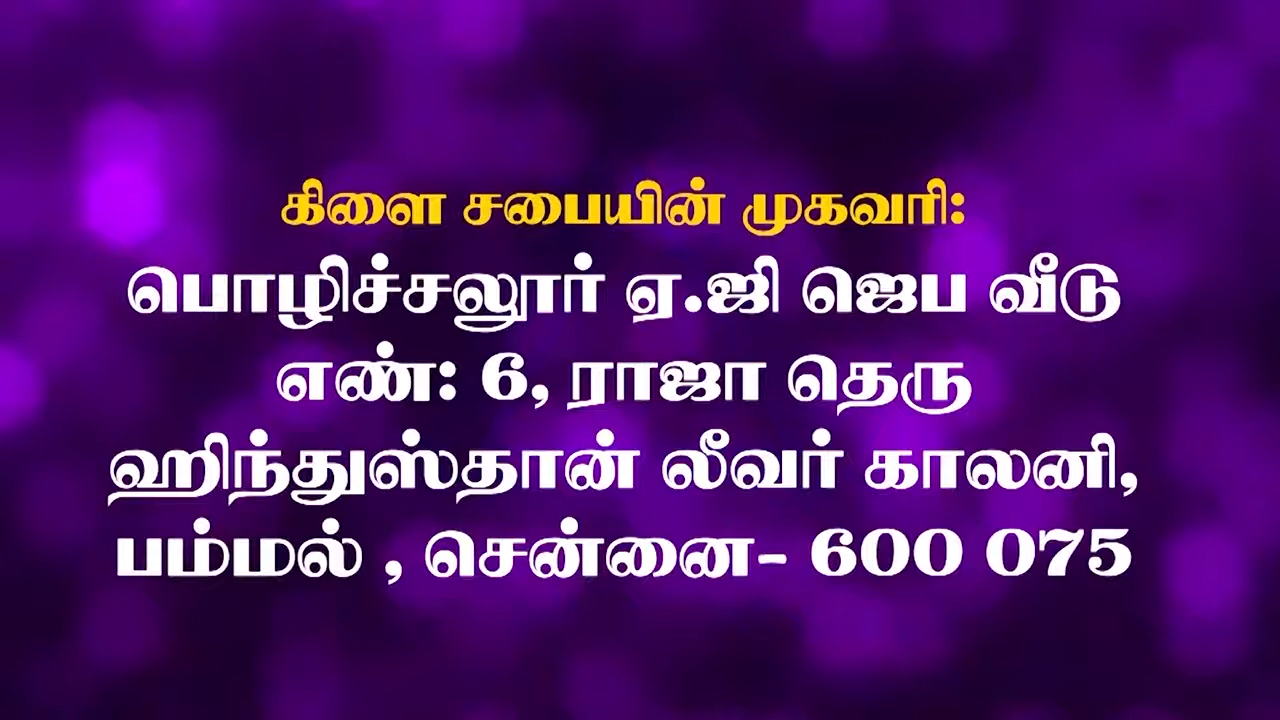 கிளை சபையின் முகவரி:
பொழிச்சலூர் ஏ.ஜி ஜெப வீடு
எண்: 6, ராஜா தெரு
ஹிந்துஸ்தான் லீவர் காலனி,
பம்மல் , சென்னை- 600 075